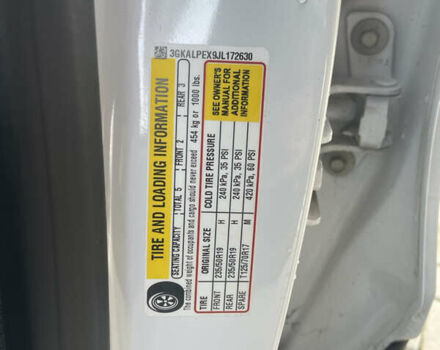 3GKALPEX9JL172630
TIRE AND LOADING INFORMATION
SEATING CAPACITY TOTAL 5 FRONT 2 REAR 3
The combined weight of occupants and cargo should never exceed 454 kg or 1000 lbs.
TIRE ORIGINAL SIZE COLD TIRE PRESSURE
FRONT 235/50R19 H 240 kPa, 35 PSI
REAR 235/50R19 H 240 kPa, 35 PSI
SPARE T125/70R17 M 420 kPa, 60 PSI
SEE OWNER'S
MANUAL FOR
ADDITIONAL
INFORMATION